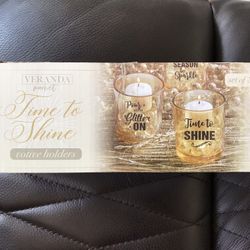 VERANDA
Time to
Shine
votive holders
SEASON
Sparkle
set of
Pour
Glitter
ON
Time to
SHINE